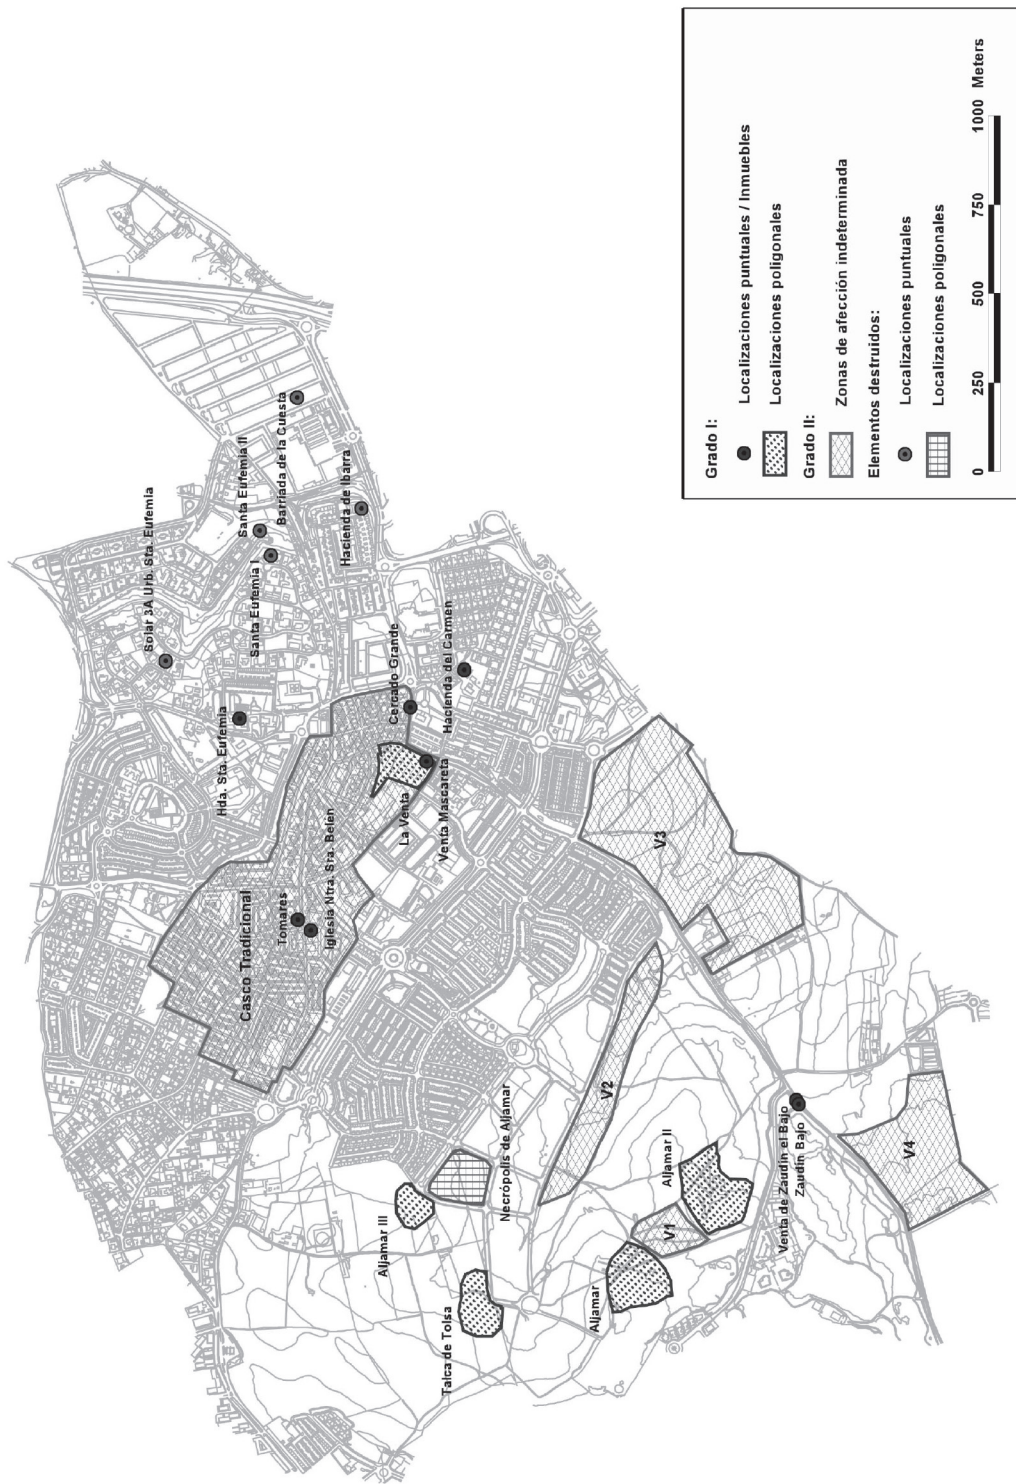 Solar 3A Urb. Sta. Eufemia
Santa Eufemia II
Barriada de la Cuesta
Santa Eufemia I
Hacienda de Ibarra
Hda. Sta. Eufemia
Cercado Grande
Hacienda del Carmen
La Venta
Venta Mascareta
Casco Tradicional
Tomares
Iglesia Ntra. Sra. Belén
V3
V2
Necrópolis de Aljamar
Aljamar III
Talca de Tolsa
Aljamar II
V1
Aljamar
Venta de Zaudín el Bajo
Zaudín Bajo
V4
Grado I:
Localizaciones puntuales / Inmuebles
Localizaciones poligonales
Grado II:
Zonas de afección indeterminada
Elementos destruidos:
Localizaciones puntuales
Localizaciones poligonales
0 250 500 750 1000 Meters